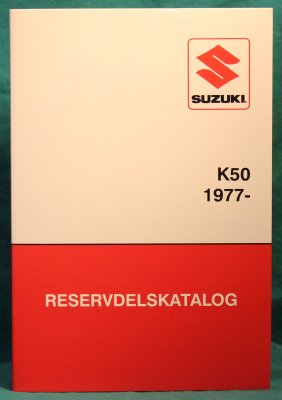 SUZUKI
K50
1977-
RESERVDELSKATALOG